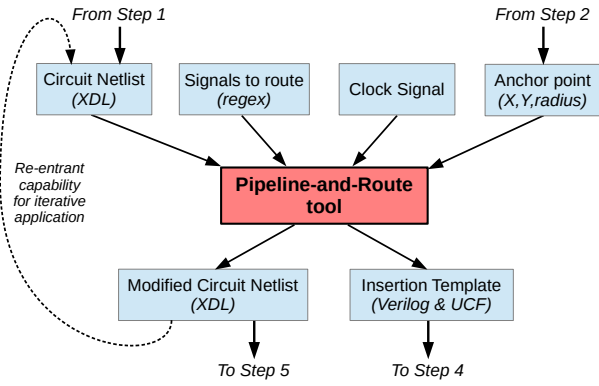 From Step 1
From Step 2
Circuit Netlist
(XDL)
Signals to route
(regex)
Clock Signal
Anchor point
(X,Y,radius)
Re-entrant
capability
for iterative
application
Pipeline-and-Route
tool
Modified Circuit Netlist
(XDL)
Insertion Template
(Verilog & UCF)
To Step 5
To Step 4